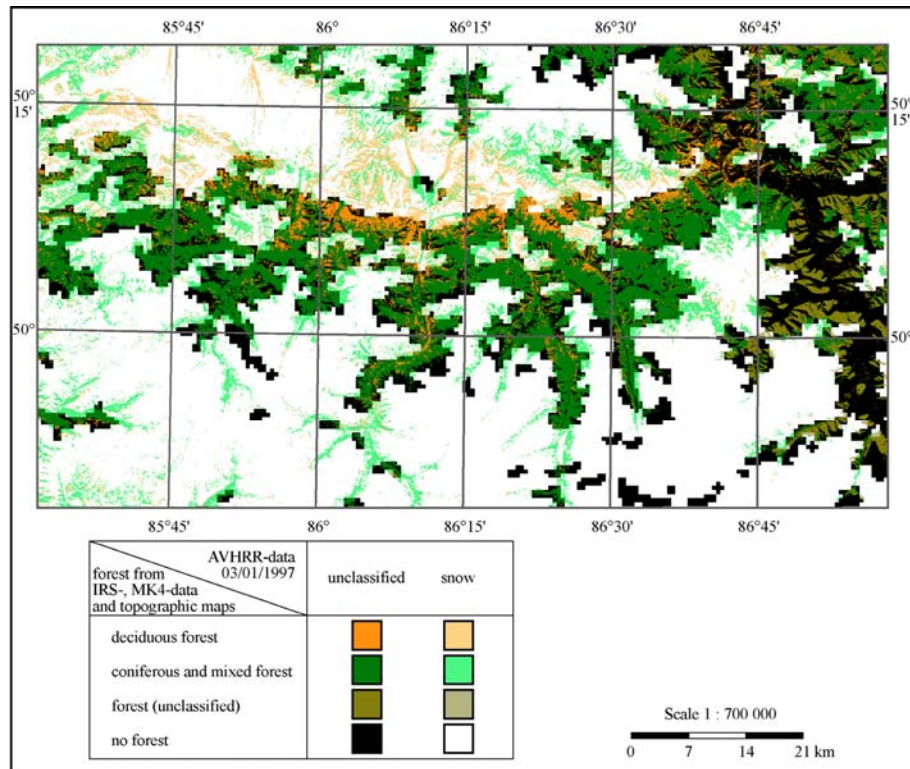 85°45' 86° 86°15' 86°30' 86°45'
50° 50°
15' 15'
50° 50°
85°45' 86° 86°15' 86°30' 86°45'
AVHRR-data
03/01/1997
forest from
IRS-, MK4-data
and topographic maps
unclassified snow
deciduous forest
coniferous and mixed forest
forest (unclassified)
no forest
Scale 1 : 700 000
0 7 14 21 km